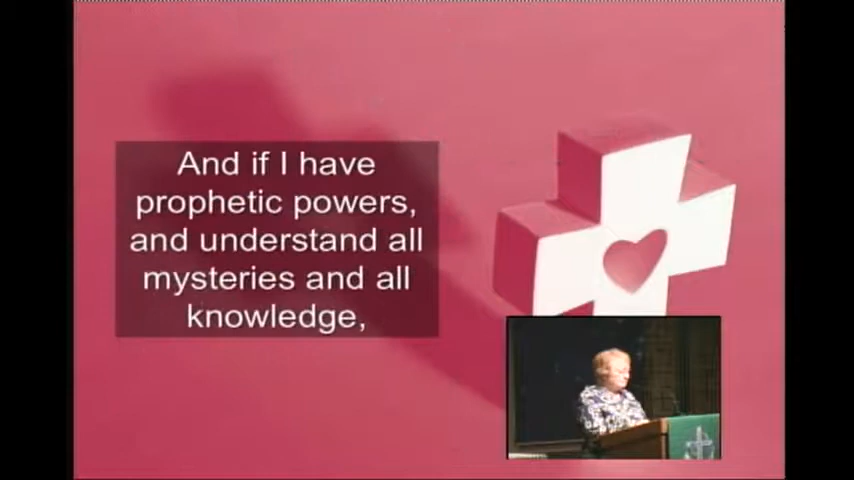 And if I have
prophetic powers,
and understand all
mysteries and all
knowledge,